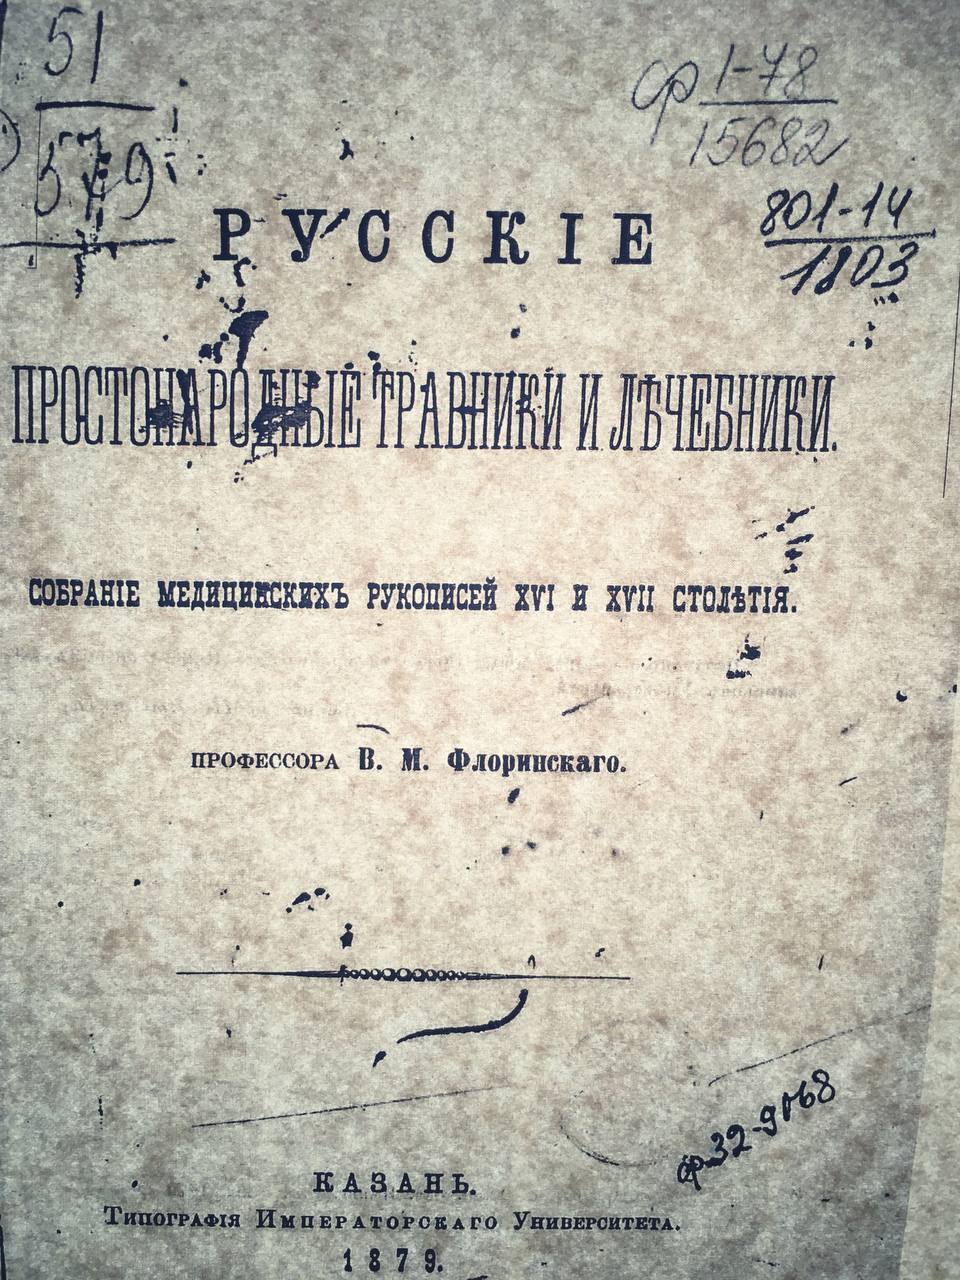 51
579
ф 1-78
15682
801-14
1803
РУССКІЕ
ПРОСТОНАРОДНЫЕ ТРАВНИКИ И ЛѢЧЕБНИКИ.
СОБРАНІЕ МЕДИЦИНСКИХЪ РУКОПИСЕЙ XVI И XVII СТОЛѢТІЯ.
ПРОФЕССОРА В. М. Флоринскаго.
ф 32-9168
КАЗАНЬ.
Типографія Императорскаго Университета.
1879.